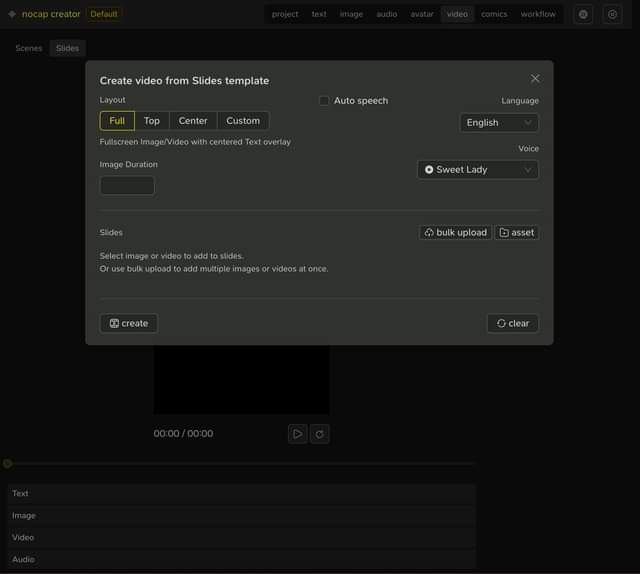 nocap creator Default project text image audio avatar video comics workflow
Scenes Slides
Create video from Slides template
Layout Auto speech Language
Full Top Center Custom English
Fullscreen Image/Video with centered Text overlay
Voice
Image Duration Sweet Lady
Slides bulk upload asset
Select image or video to add to slides.
Or use bulk upload to add multiple images or videos at once.
create clear
00:00 / 00:00
Text
Image
Video
Audio